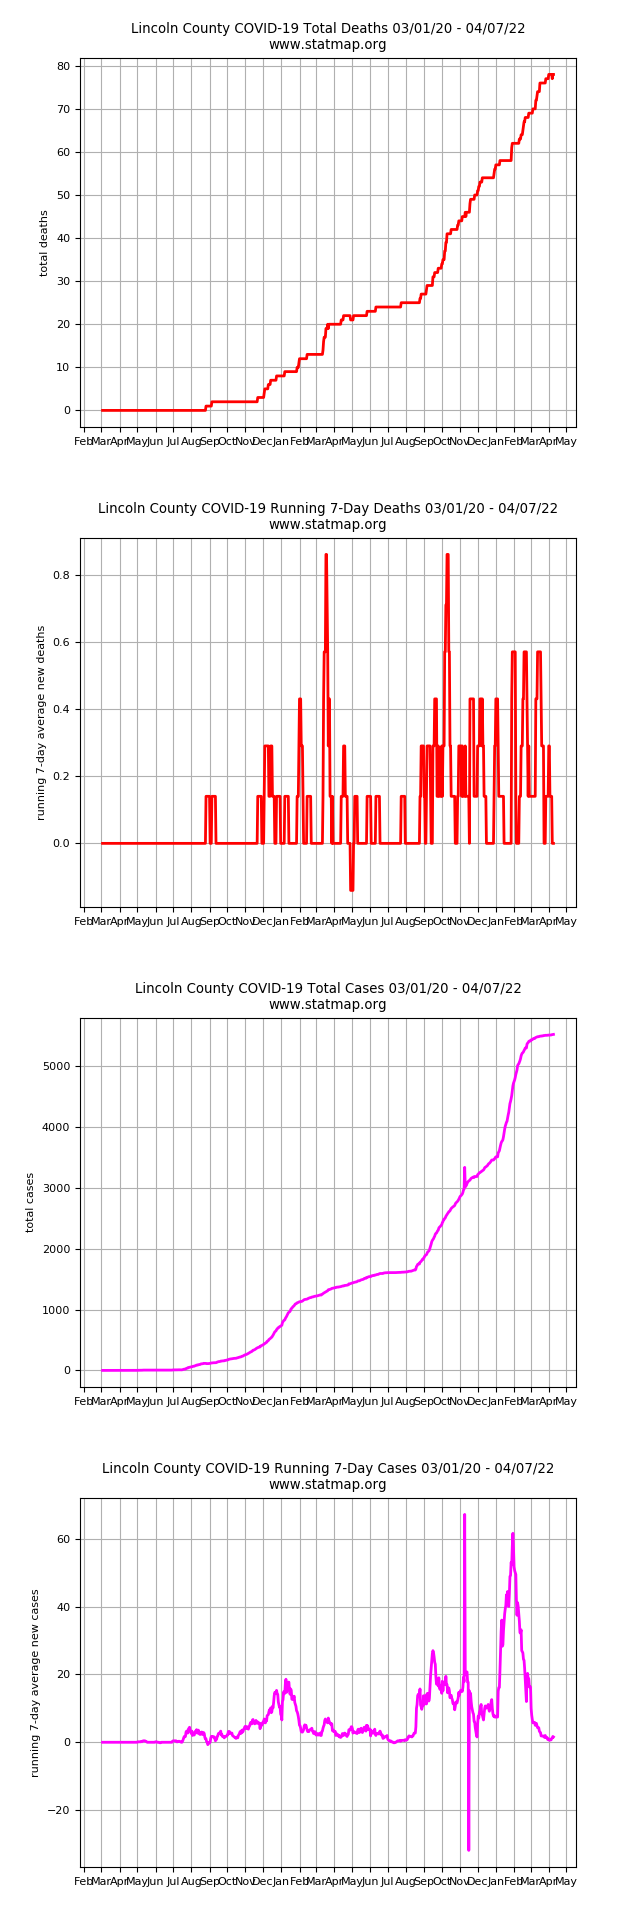 Lincoln County COVID-19 Total Deaths 03/01/20 - 04/07/22
www.statmap.org
80
70
60
50
40
30
20
10
0
total deaths
Feb Mar Apr May Jun Jul Aug Sep Oct Nov Dec Jan Feb Mar Apr May Jun Jul Aug Sep Oct Nov Dec Jan Feb Mar Apr May
Lincoln County COVID-19 Running 7-Day Deaths 03/01/20 - 04/07/22
www.statmap.org
0.8
0.6
0.4
0.2
0.0
running 7-day average new deaths
Feb Mar Apr May Jun Jul Aug Sep Oct Nov Dec Jan Feb Mar Apr May Jun Jul Aug Sep Oct Nov Dec Jan Feb Mar Apr May
Lincoln County COVID-19 Total Cases 03/01/20 - 04/07/22
www.statmap.org
5000
4000
3000
2000
1000
0
total cases
Feb Mar Apr May Jun Jul Aug Sep Oct Nov Dec Jan Feb Mar Apr May Jun Jul Aug Sep Oct Nov Dec Jan Feb Mar Apr May
Lincoln County COVID-19 Running 7-Day Cases 03/01/20 - 04/07/22
www.statmap.org
60
40
20
0
−20
running 7-day average new cases
Feb Mar Apr May Jun Jul Aug Sep Oct Nov Dec Jan Feb Mar Apr May Jun Jul Aug Sep Oct Nov Dec Jan Feb Mar Apr May